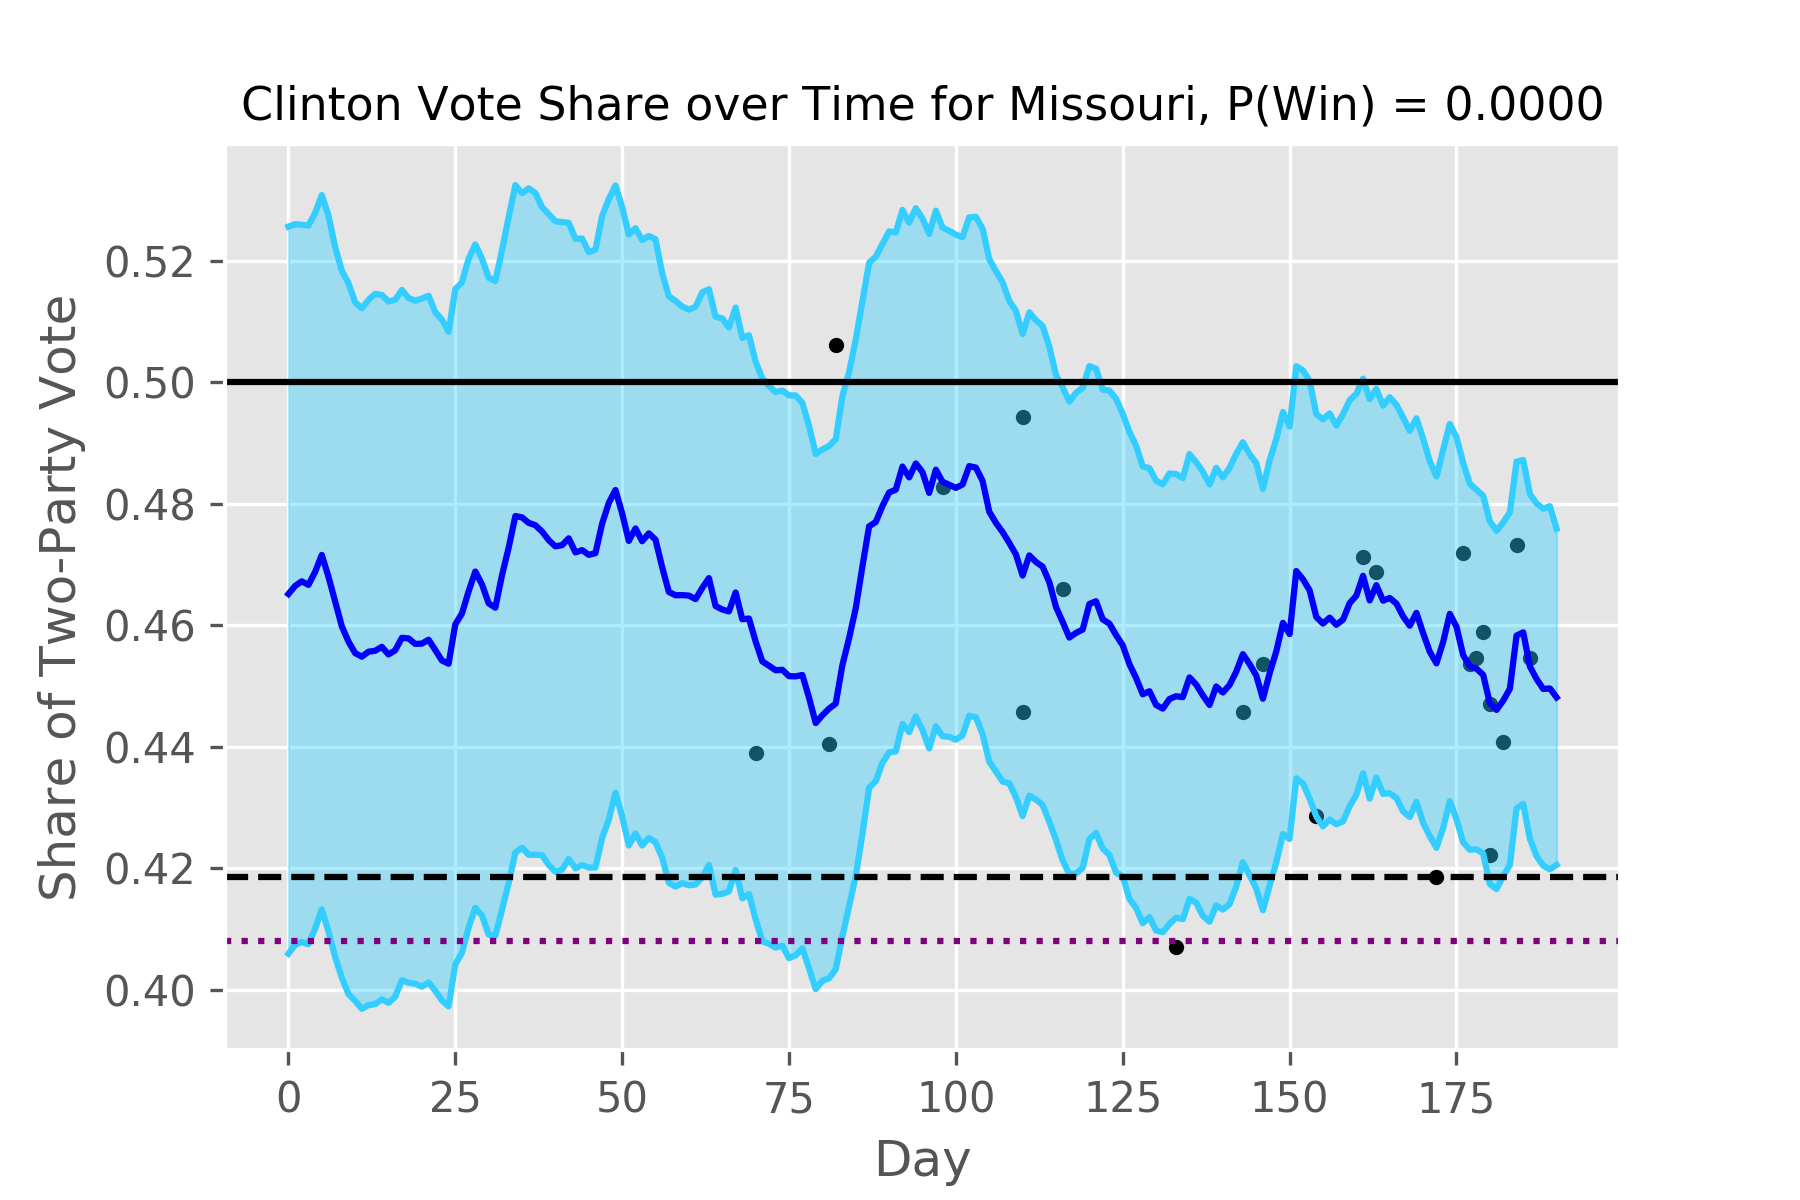 Clinton Vote Share over Time for Missouri, P(Win) = 0.0000
Share of Two-Party Vote
0.52
0.50
0.48
0.46
0.44
0.42
0.40
0 25 50 75 100 125 150 175
Day